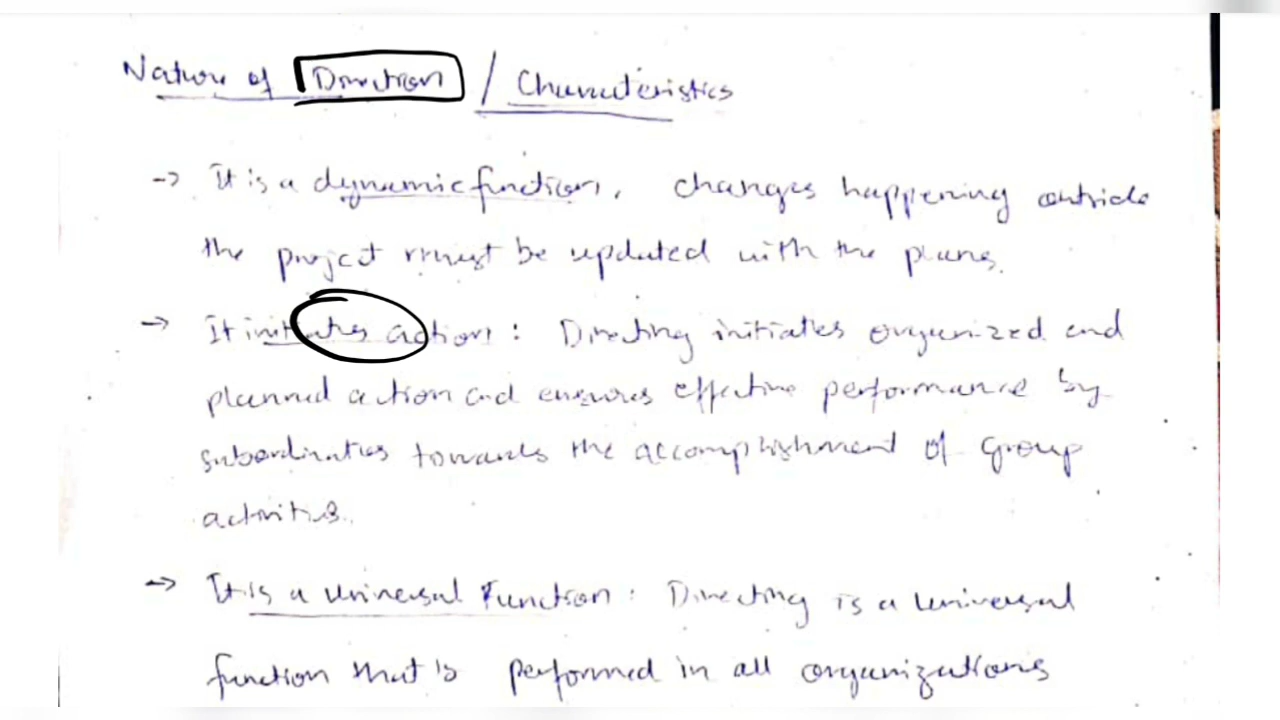 Nature of Direction / Characteristics
-> It is a dynamic function, changes happening outside
the project must be updated with the plans.
-> It initiates action: Directing initiates organized and
planned action and ensures effective performance by
subordinaties towards the accomplishment of group
activities.
-> It is a universal Function: Directing is a universal
function that is performed in all organizations